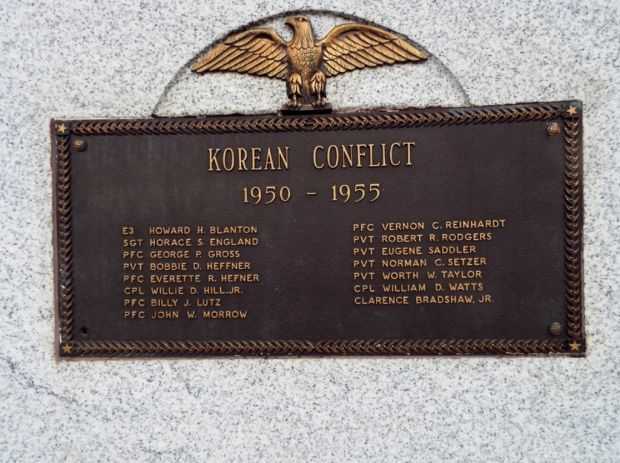 KOREAN CONFLICT
1950 - 1955
E3 HOWARD H. BLANTON
SGT HORACE S. ENGLAND
PFC GEORGE P. GROSS
PVT BOBBIE D. HEFFNER
PFC EVERETTE R. HEFNER
CPL WILLIE D. HILL, JR.
PFC BILLY J. LUTZ
PFC JOHN W. MORROW
PFC VERNON C. REINHARDT
PVT ROBERT R. RODGERS
PVT EUGENE SADDLER
PVT NORMAN C. SETZER
PVT WORTH W. TAYLOR
CPL WILLIAM D. WATTS
CLARENCE BRADSHAW, JR.